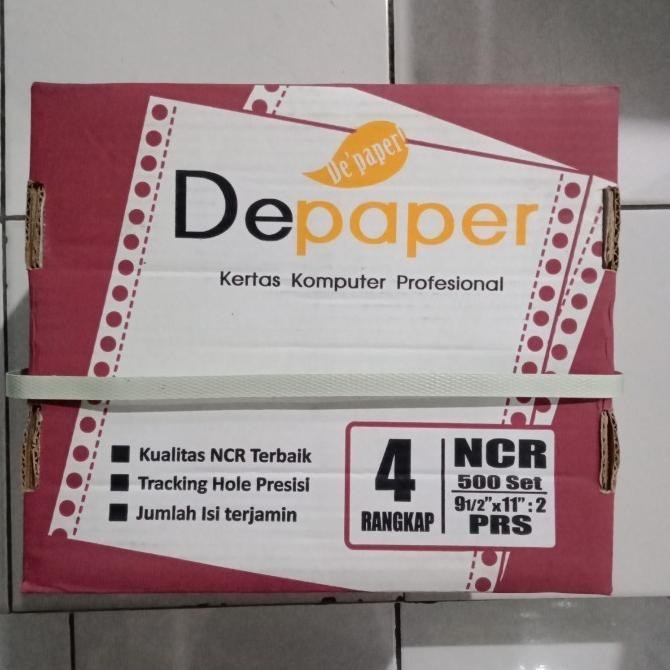 De'paper!
Depaper
Kertas Komputer Profesional
Kualitas NCR Terbaik
Tracking Hole Presisi
Jumlah Isi terjamin
4
RANGKAP
NCR
500 Set
9 1/2"x11" : 2
PRS